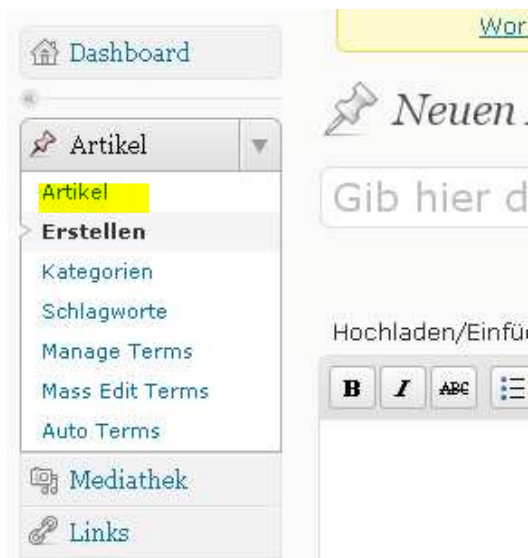 Dashboard
Artikel
Artikel
Erstellen
Kategorien
Schlagworte
Manage Terms
Mass Edit Terms
Auto Terms
Mediathek
Links
Wor
Neuen
Gib hier d
Hochladen/Einfü
B I ABC